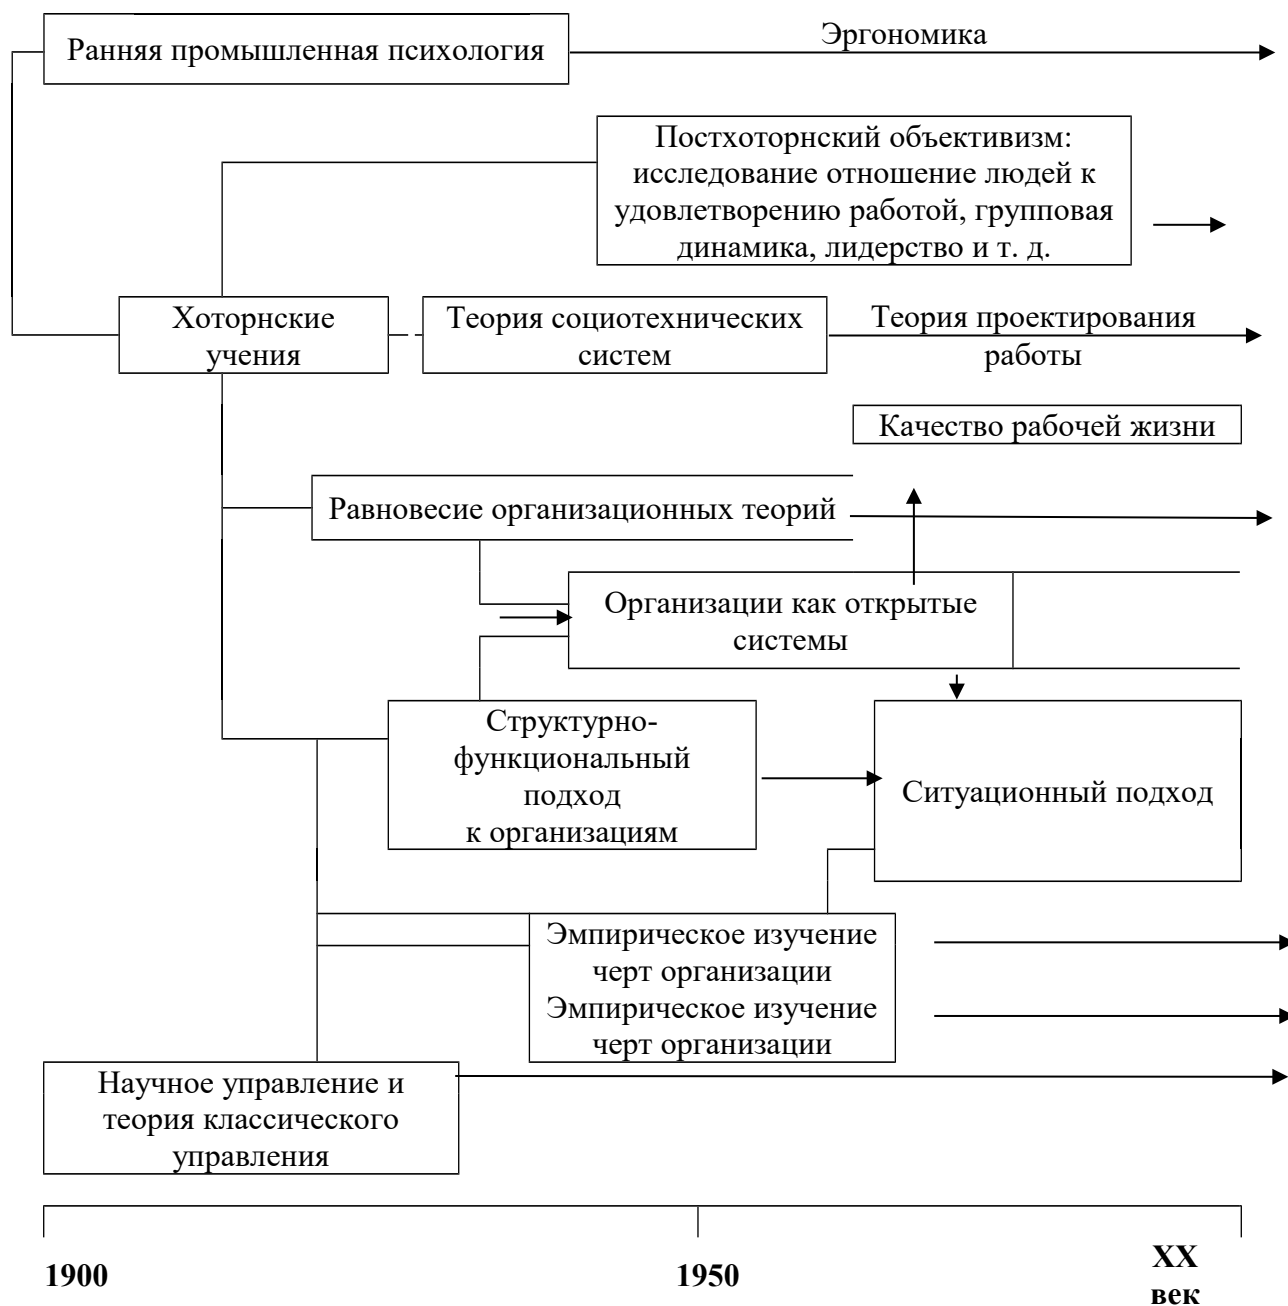 Ранняя промышленная психология
Эргономика
Постхоторнский объективизм:
исследование отношение людей к
удовлетворению работой, групповая
динамика, лидерство и т. д.
Хоторнские
учения
Теория социотехнических
систем
Теория проектирования
работы
Качество рабочей жизни
Равновесие организационных теорий
Организации как открытые
системы
Структурно-
функциональный
подход
к организациям
Ситуационный подход
Эмпирическое изучение
черт организации
Эмпирическое изучение
черт организации
Научное управление и
теория классического
управления
1900
1950
XX
век